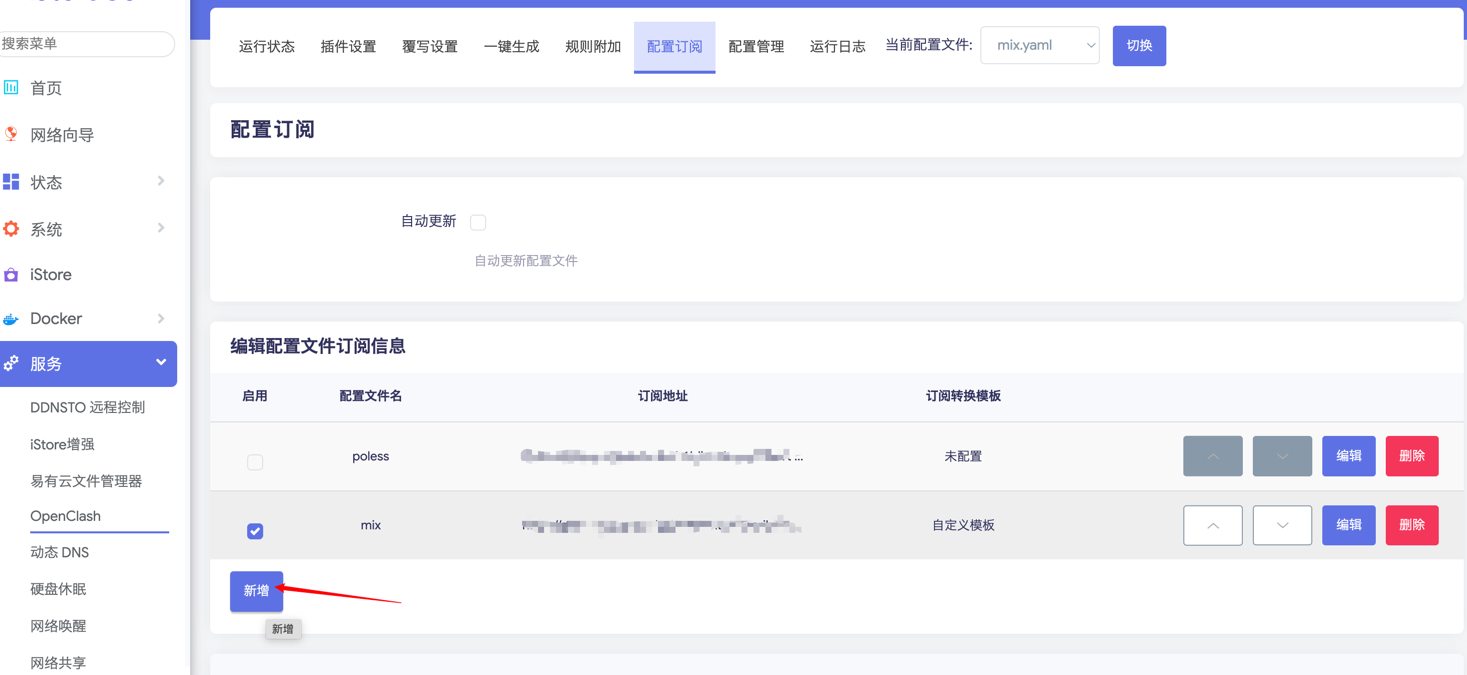 搜索菜单
首页
网络向导
状态
系统
iStore
Docker
服务
DDNSTO 远程控制
iStore增强
易有云文件管理器
OpenClash
动态 DNS
硬盘休眠
网络唤醒
网络共享
运行状态 插件设置 覆写设置 一键生成 规则附加 配置订阅 配置管理 运行日志 当前配置文件: mix.yaml 切换
配置订阅
自动更新
自动更新配置文件
编辑配置文件订阅信息
启用 配置文件名 订阅地址 订阅转换模板
poless ... 未配置 编辑 删除
mix 自定义模板 编辑 删除
新增
新增